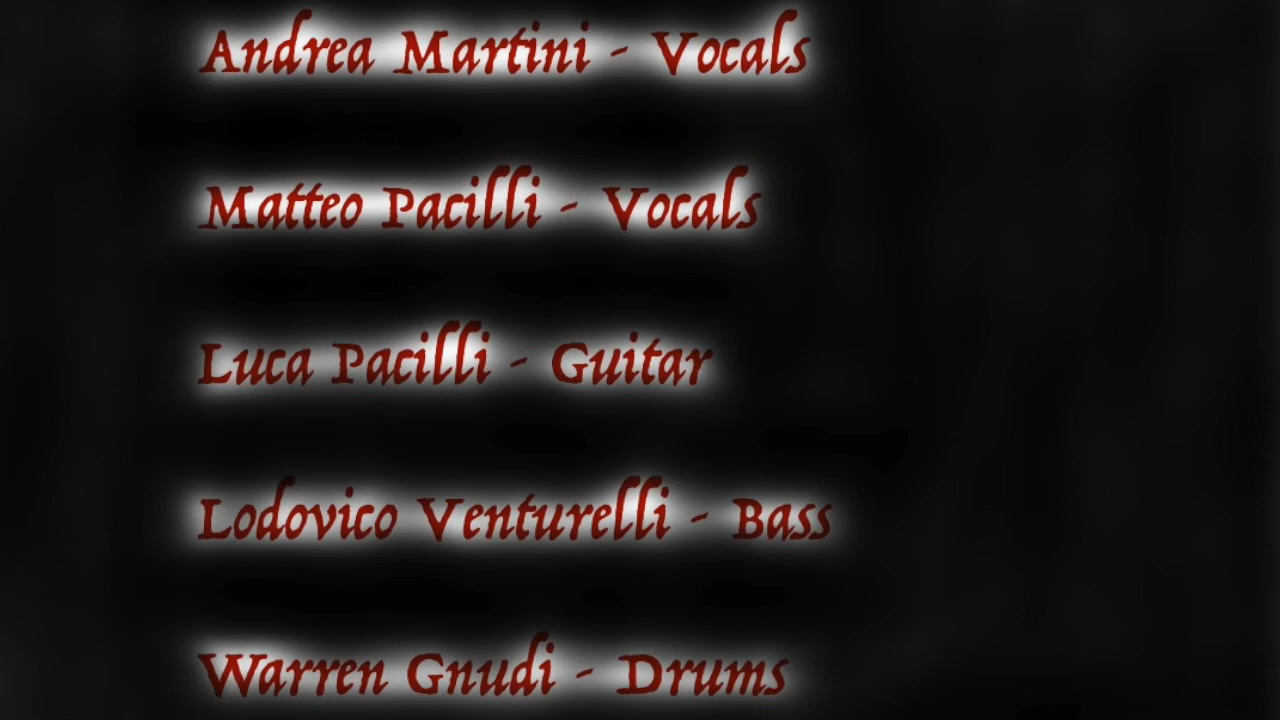 Andrea Martini - Vocals
Matteo Pacilli - Vocals
Luca Pacilli - Guitar
Lodovico Venturelli - Bass
Warren Gnudi - Drums